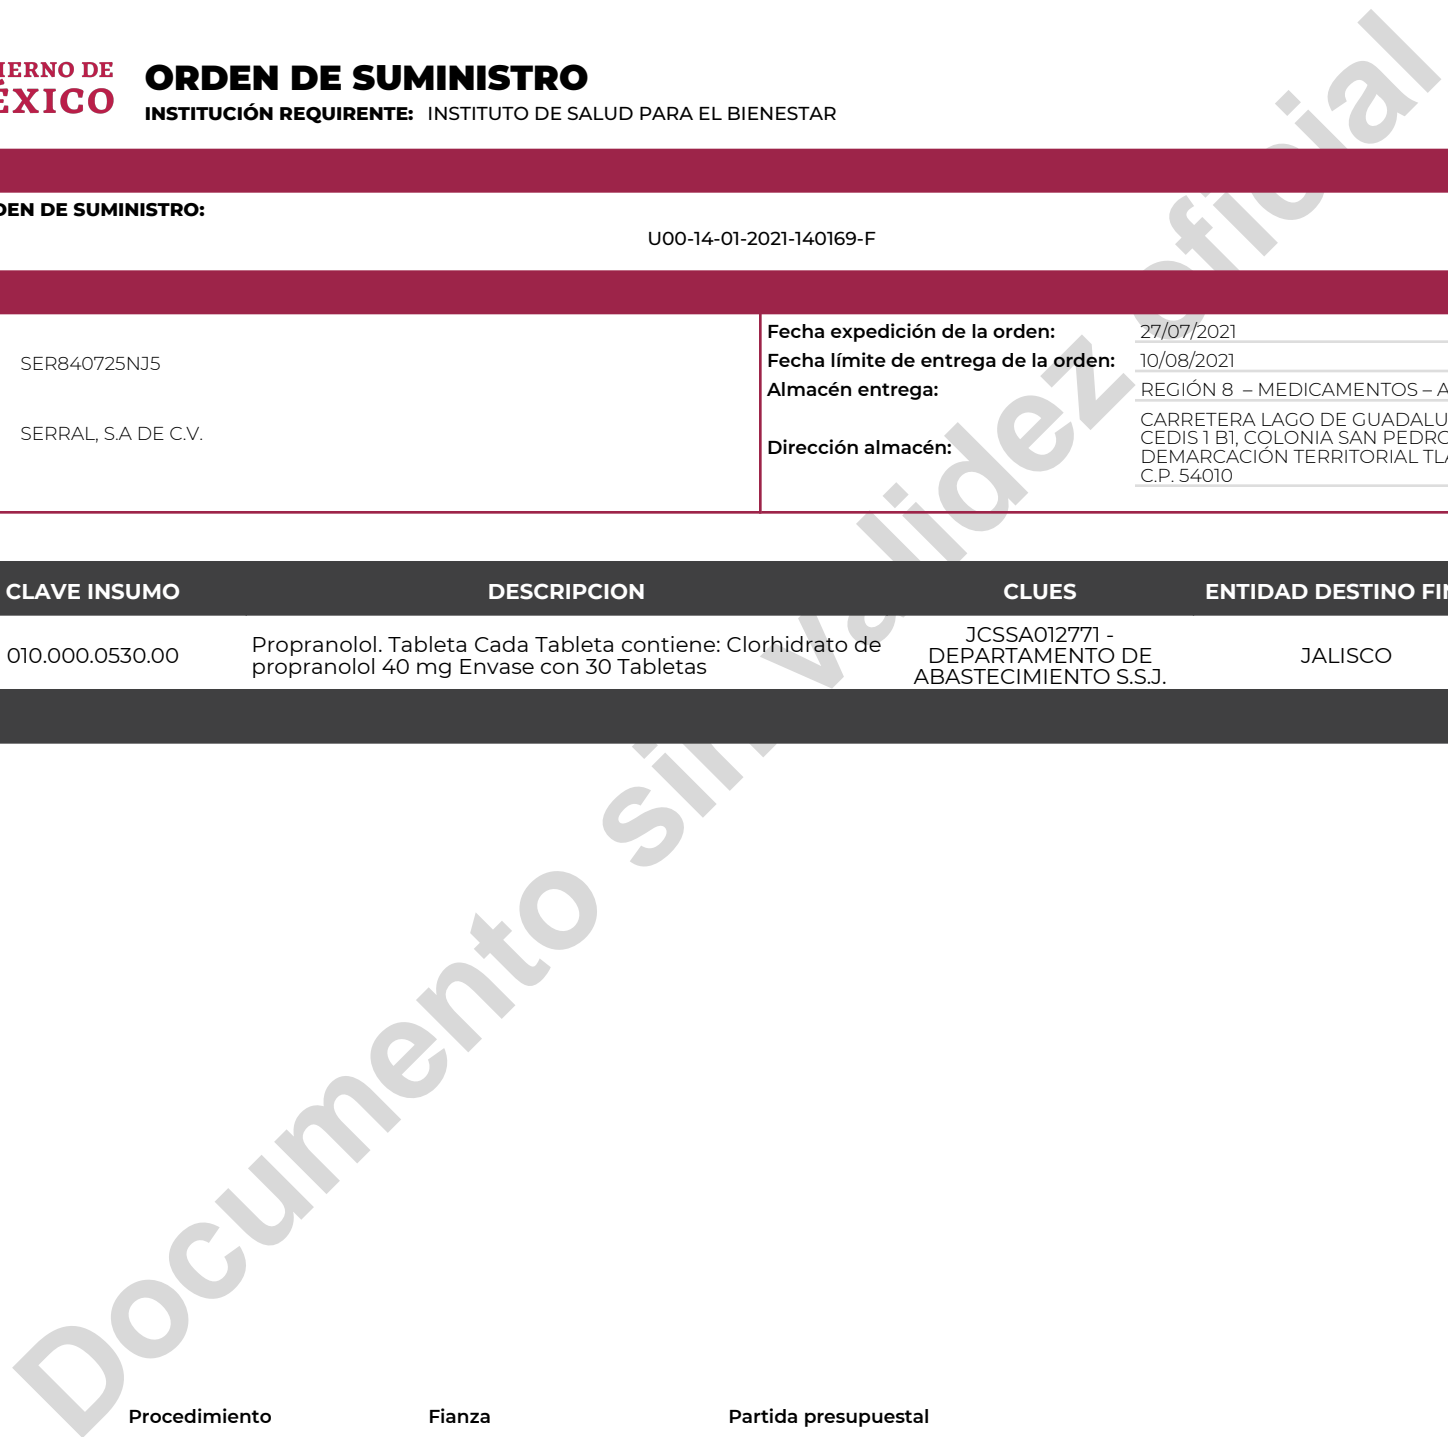 IERNO DE
ÉXICO
ORDEN DE SUMINISTRO
INSTITUCIÓN REQUIRENTE: INSTITUTO DE SALUD PARA EL BIENESTAR
DEN DE SUMINISTRO:
U00-14-01-2021-140169-F
SER840725NJ5
SERRAL, S.A DE C.V.
Fecha expedición de la orden: 27/07/2021
Fecha límite de entrega de la orden: 10/08/2021
Almacén entrega: REGIÓN 8 – MEDICAMENTOS – A
Dirección almacén:
CARRETERA LAGO DE GUADALU
CEDIS 1 B1, COLONIA SAN PEDRO
DEMARCACIÓN TERRITORIAL TLA
C.P. 54010
CLAVE INSUMO DESCRIPCION CLUES ENTIDAD DESTINO FIN
010.000.0530.00
Propranolol. Tableta Cada Tableta contiene: Clorhidrato de
propranolol 40 mg Envase con 30 Tabletas
JCSSA012771 -
DEPARTAMENTO DE
ABASTECIMIENTO S.S.J.
JALISCO
Procedimiento Fianza Partida presupuestal
Documento sin validez oficial